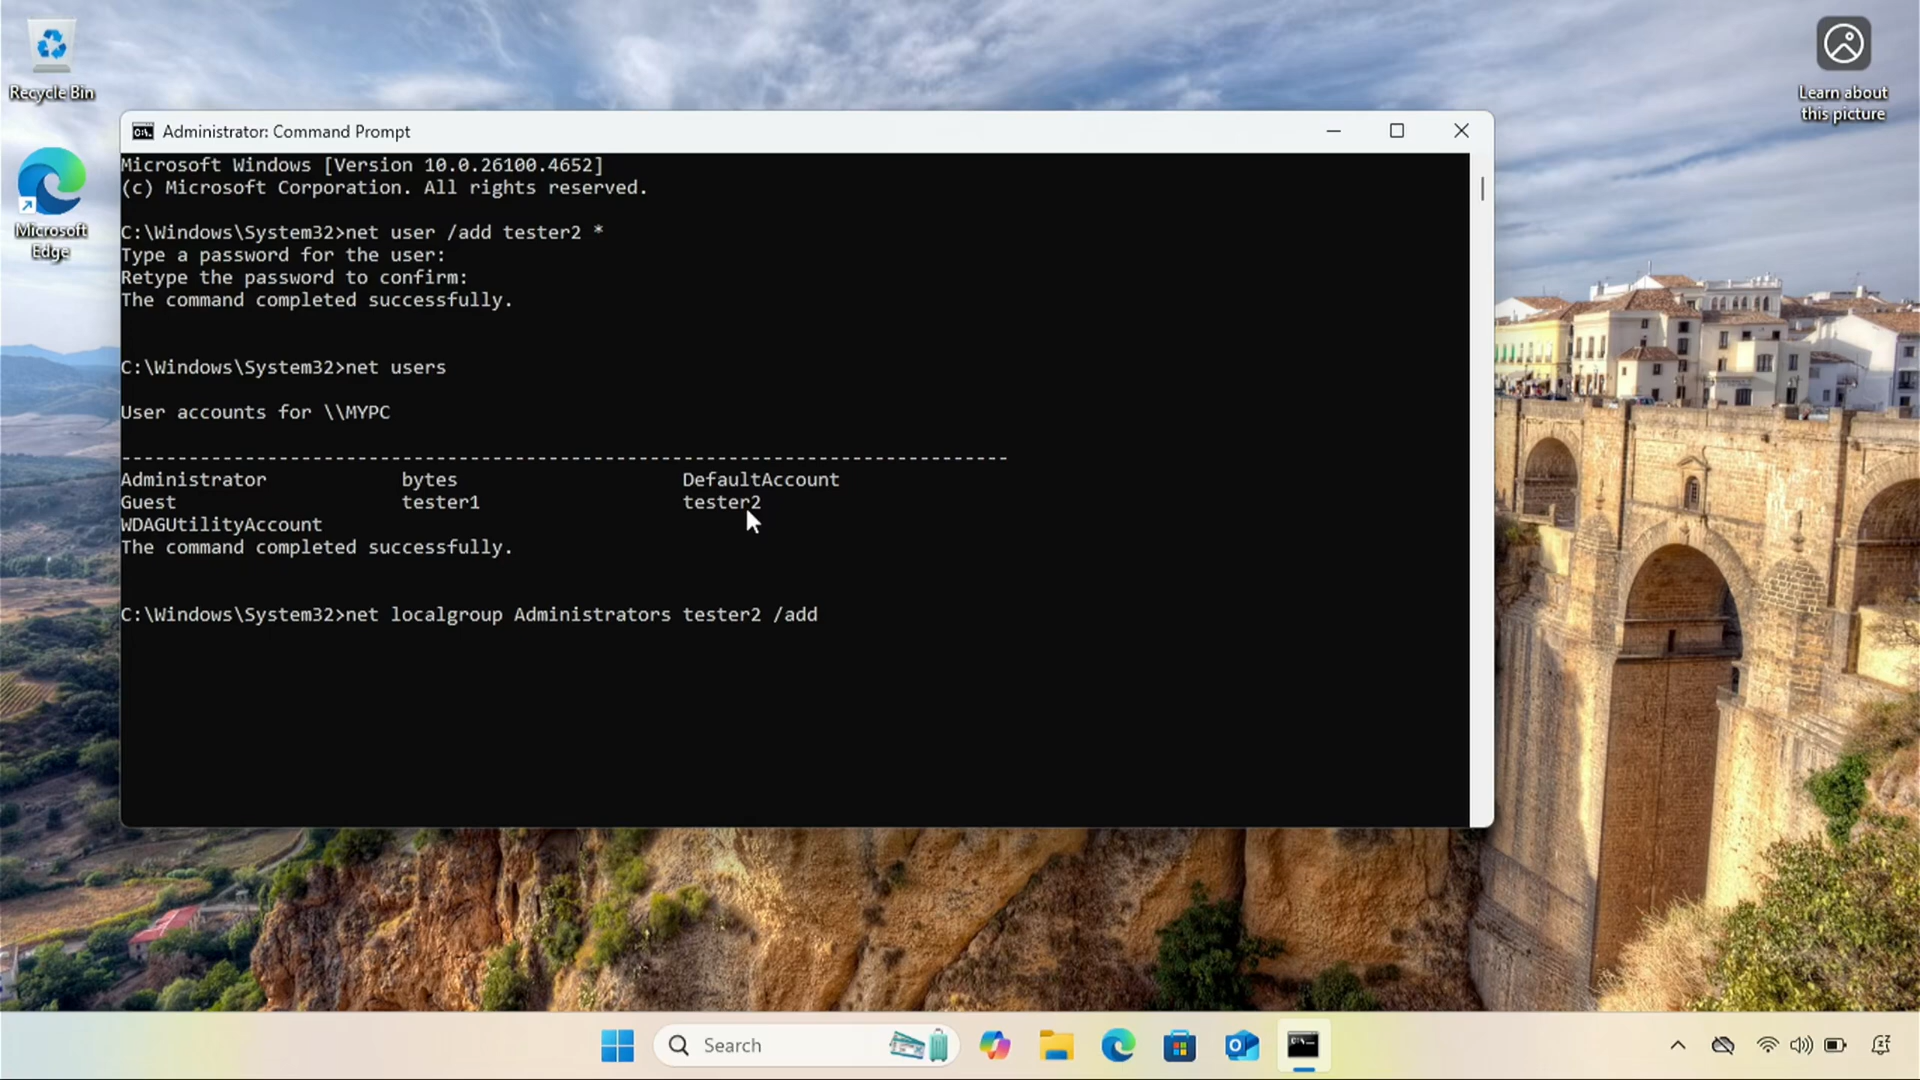 Recycle Bin
Learn about
this picture
Microsoft
Edge
Administrator: Command Prompt
Microsoft Windows [Version 10.0.26100.4652]
(c) Microsoft Corporation. All rights reserved.
C:\Windows\System32>net user /add tester2 *
Type a password for the user:
Retype the password to confirm:
The command completed successfully.
C:\Windows\System32>net users
User accounts for \\MYPC
-------------------------------------------------------------------------------
Administrator bytes DefaultAccount
Guest tester1 tester2
WDAGUtilityAccount
The command completed successfully.
C:\Windows\System32>net localgroup Administrators tester2 /add
Search